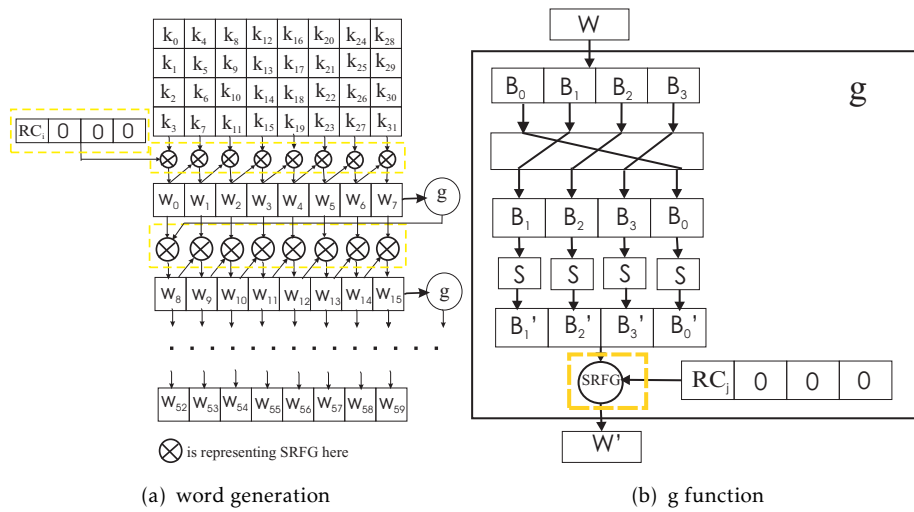 k₀ k₄ k₈ k₁₂ k₁₆ k₂₀ k₂₄ k₂₈
k₁ k₅ k₉ k₁₃ k₁₇ k₂₁ k₂₅ k₂₉
k₂ k₆ k₁₀ k₁₄ k₁₈ k₂₂ k₂₆ k₃₀
k₃ k₇ k₁₁ k₁₅ k₁₉ k₂₃ k₂₇ k₃₁
RCᵢ 0 0 0
W₀ W₁ W₂ W₃ W₄ W₅ W₆ W₇ g
W₈ W₉ W₁₀ W₁₁ W₁₂ W₁₃ W₁₄ W₁₅ g
. . . . . . . . . . . . . . . .
W₅₂ W₅₃ W₅₄ W₅₅ W₅₆ W₅₇ W₅₈ W₅₉
is representing SRFG here
(a) word generation
W
g
B₀ B₁ B₂ B₃
B₁ B₂ B₃ B₀
S S S S
B₁' B₂' B₃' B₀'
SRFG
RCⱼ 0 0 0
W'
(b) g function